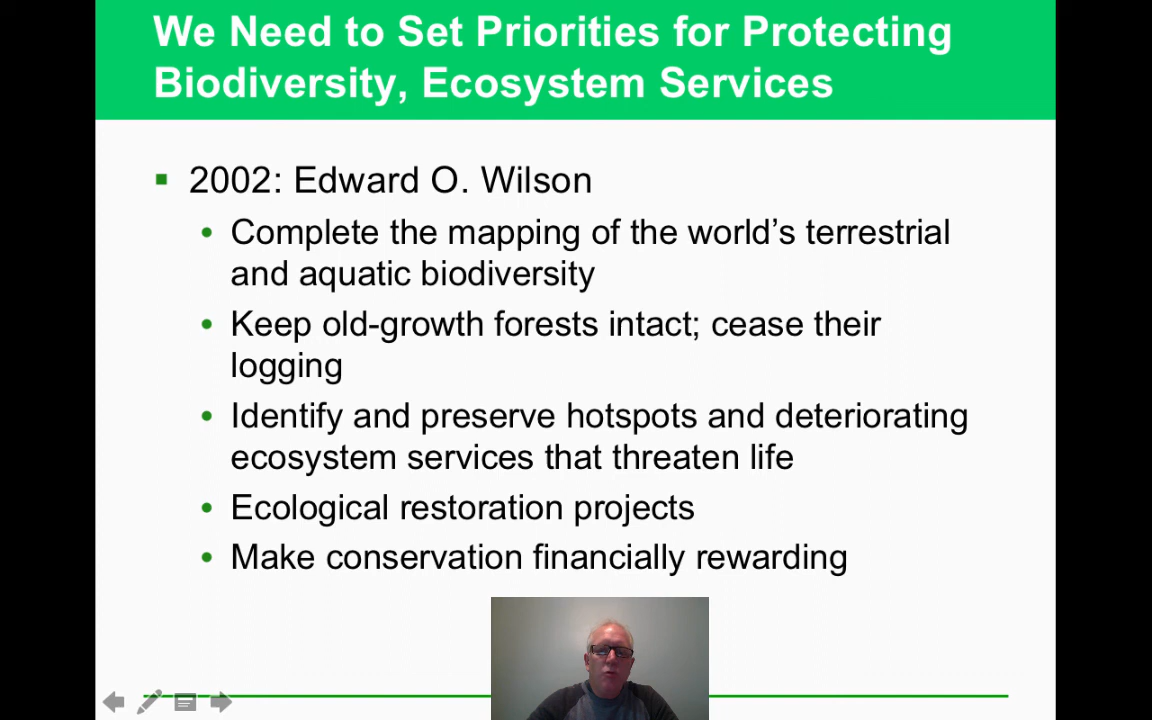 We Need to Set Priorities for Protecting
Biodiversity, Ecosystem Services
2002: Edward O. Wilson
Complete the mapping of the world’s terrestrial
and aquatic biodiversity
Keep old-growth forests intact; cease their
logging
Identify and preserve hotspots and deteriorating
ecosystem services that threaten life
Ecological restoration projects
Make conservation financially rewarding